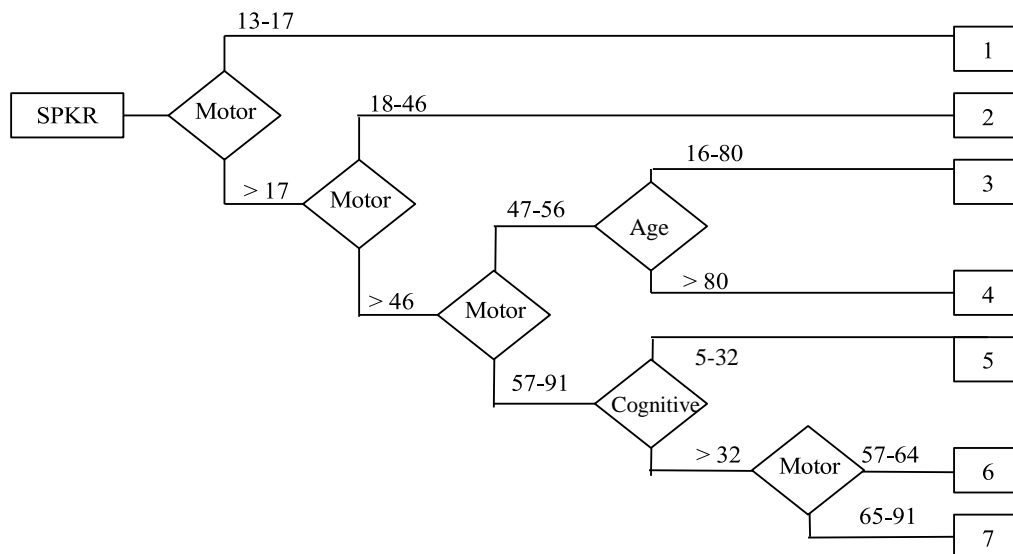 13-17
1
SPKR
Motor
18-46
2
> 17
Motor
16-80
3
47-56
Age
> 46
Motor
> 80
4
5-32
5
57-91
Cognitive
> 32
Motor
57-64
6
65-91
7